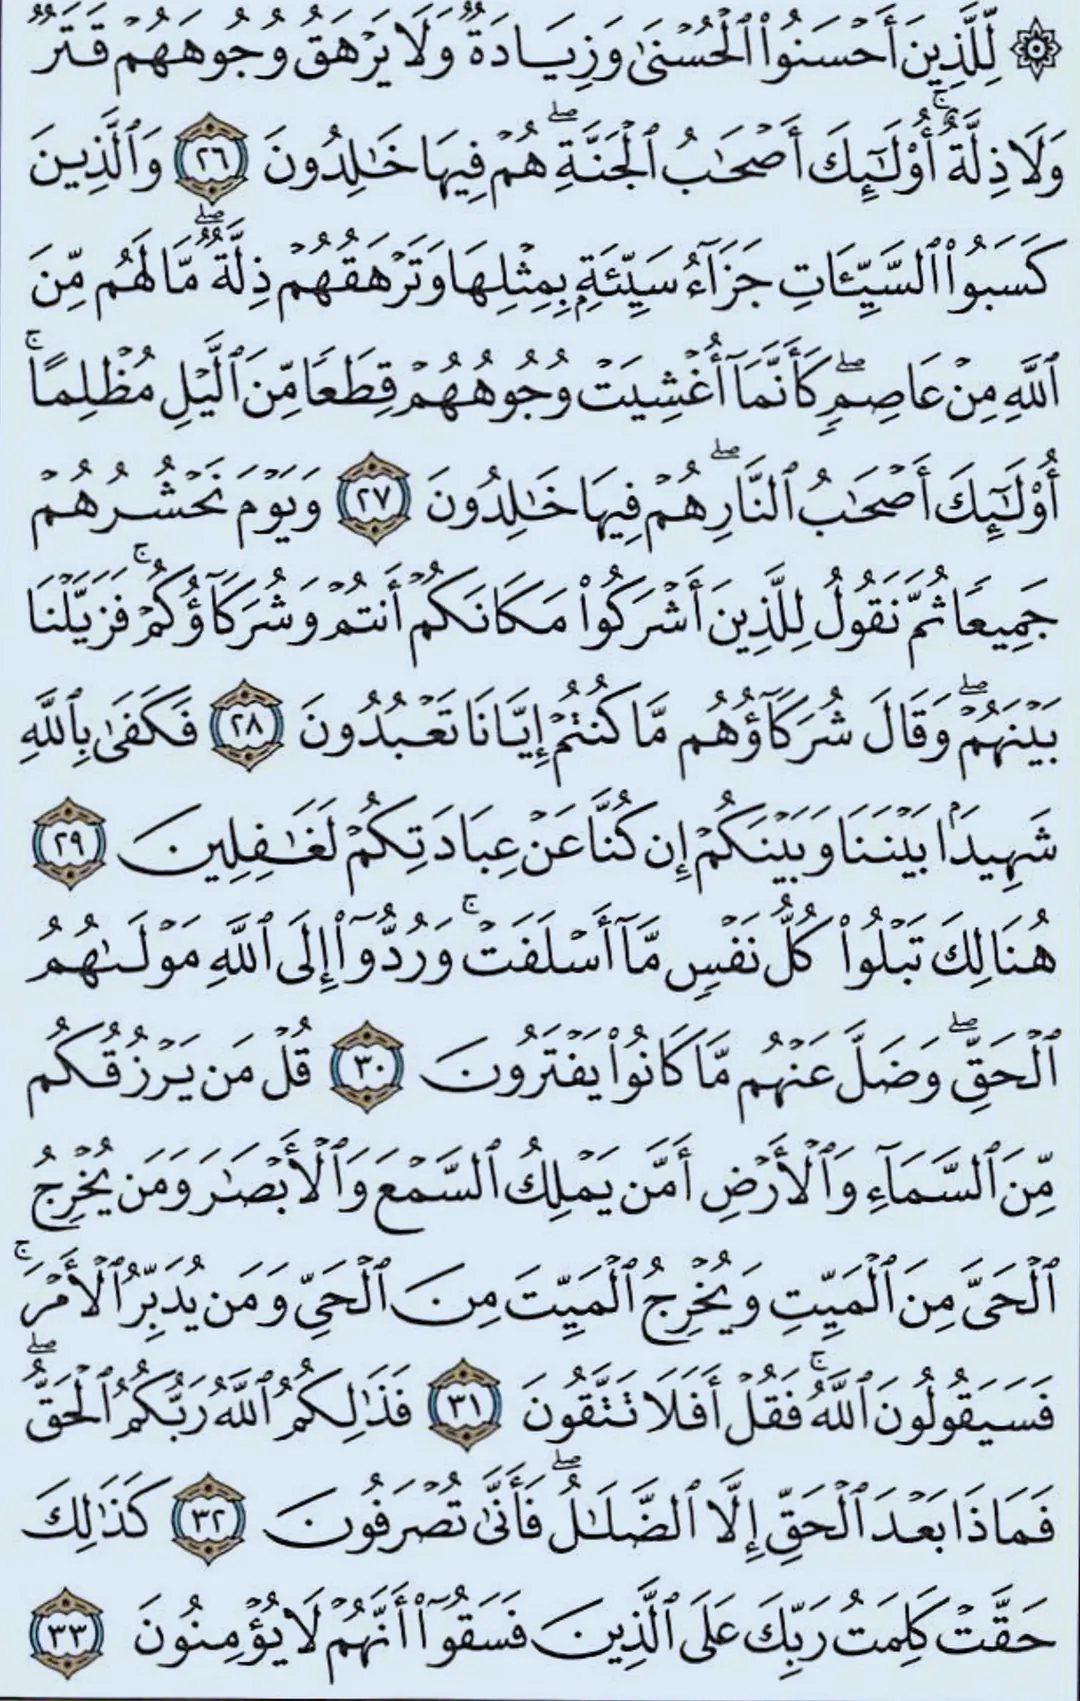 ۞ لِّلَّذِينَ أَحْسَنُوا۟ ٱلْحُسْنَىٰ وَزِيَادَةٌ ۖ وَلَا يَرْهَقُ وُجُوهَهُمْ قَتَرٌ
وَلَا ذِلَّةٌ ۚ أُو۟لَـٰٓئِكَ أَصْحَـٰبُ ٱلْجَنَّةِ ۖ هُمْ فِيهَا خَـٰلِدُونَ ٢٦ وَٱلَّذِينَ
كَسَبُوا۟ ٱلسَّيِّـَٔاتِ جَزَآءُ سَيِّئَةٍۭ بِمِثْلِهَا وَتَرْهَقُهُمْ ذِلَّةٌ ۖ مَّا لَهُم مِّنَ
ٱللَّهِ مِنْ عَاصِمٍ ۖ كَأَنَّمَآ أُغْشِيَتْ وُجُوهُهُمْ قِطَعًا مِّنَ ٱلَّيْلِ مُظْلِمًا ۚ
أُو۟لَـٰٓئِكَ أَصْحَـٰبُ ٱلنَّارِ ۖ هُمْ فِيهَا خَـٰلِدُونَ ٢٧ وَيَوْمَ نَحْشُرُهُمْ
جَمِيعًا ثُمَّ نَقُولُ لِلَّذِينَ أَشْرَكُوا۟ مَكَانَكُمْ أَنتُمْ وَشُرَكَآؤُكُمْ ۚ فَزَيَّلْنَا
بَيْنَهُمْ ۖ وَقَالَ شُرَكَآؤُهُم مَّا كُنتُمْ إِيَّانَا تَعْبُدُونَ ٢٨ فَكَفَىٰ بِٱللَّهِ
شَهِيدًۢا بَيْنَنَا وَبَيْنَكُمْ إِن كُنَّا عَنْ عِبَادَتِكُمْ لَغَـٰفِلِينَ ٢٩
هُنَالِكَ تَبْلُوا۟ كُلُّ نَفْسٍ مَّآ أَسْلَفَتْ ۚ وَرُدُّوٓا۟ إِلَى ٱللَّهِ مَوْلَىٰهُمُ
ٱلْحَقِّ ۖ وَضَلَّ عَنْهُم مَّا كَانُوا۟ يَفْتَرُونَ ٣٠ قُلْ مَن يَرْزُقُكُم
مِّنَ ٱلسَّمَآءِ وَٱلْأَرْضِ أَمَّن يَمْلِكُ ٱلسَّمْعَ وَٱلْأَبْصَـٰرَ وَمَن يُخْرِجُ
ٱلْحَىَّ مِنَ ٱلْمَيِّتِ وَيُخْرِجُ ٱلْمَيِّتَ مِنَ ٱلْحَىِّ وَمَن يُدَبِّرُ ٱلْأَمْرَ ۚ
فَسَيَقُولُونَ ٱللَّهُ ۚ فَقُلْ أَفَلَا تَتَّقُونَ ٣١ فَذَٰلِكُمُ ٱللَّهُ رَبُّكُمُ ٱلْحَقُّ ۖ
فَمَاذَا بَعْدَ ٱلْحَقِّ إِلَّا ٱلضَّلَـٰلُ ۖ فَأَنَّىٰ تُصْرَفُونَ ٣٢ كَذَٰلِكَ
حَقَّتْ كَلِمَتُ رَبِّكَ عَلَى ٱلَّذِينَ فَسَقُوٓا۟ أَنَّهُمْ لَا يُؤْمِنُونَ ٣٣